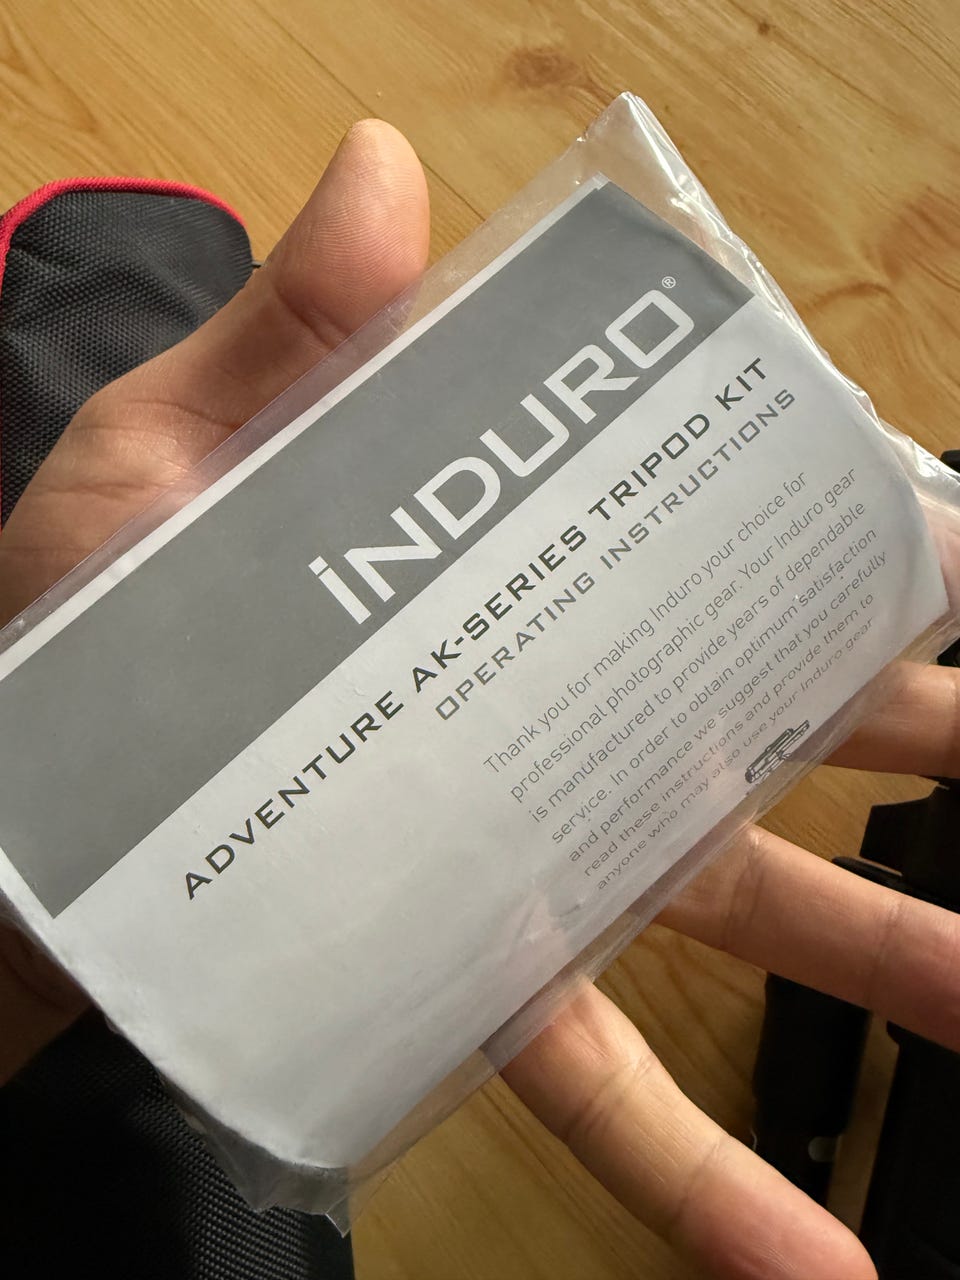 iNDURO®
ADVENTURE AK-SERIES TRIPOD KIT
OPERATING INSTRUCTIONS
Thank you for making Induro your choice for
professional photographic gear. Your Induro gear
is manufactured to provide years of dependable
service. In order to obtain optimum satisfaction
and performance we suggest that you carefully
read these instructions and provide them to
anyone who may also use your Induro gear